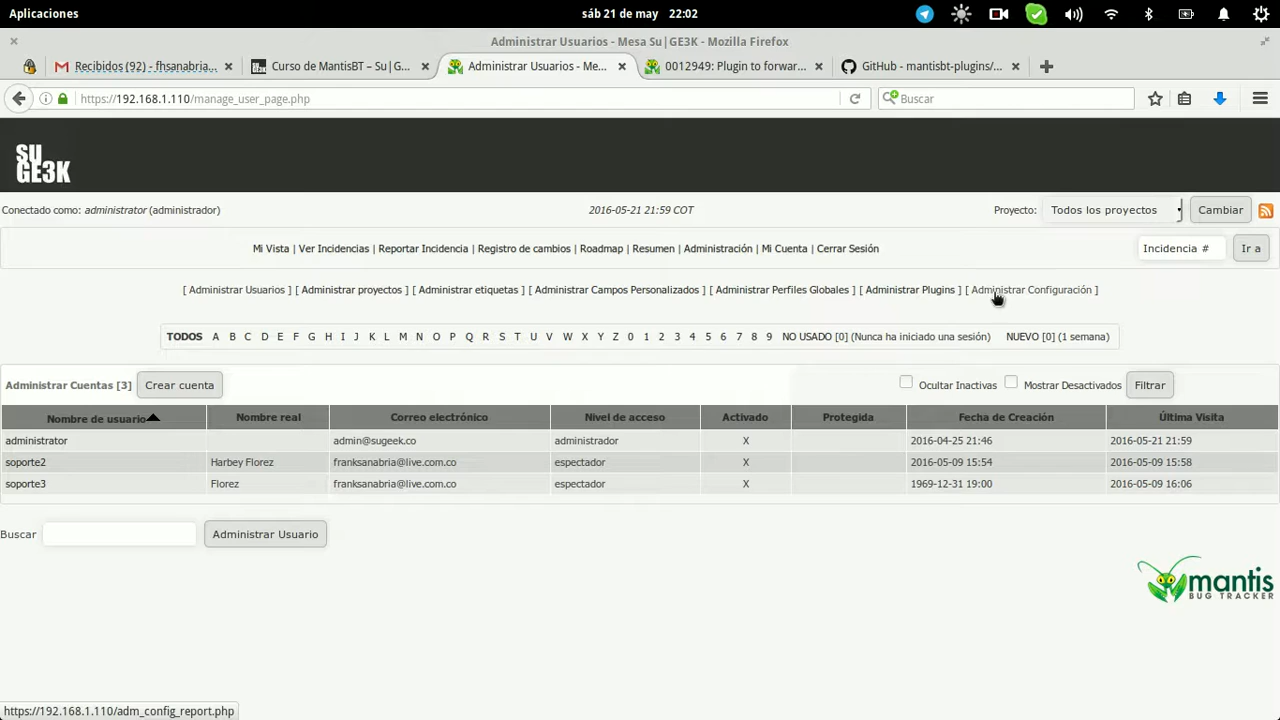 Aplicaciones
sáb 21 de may 22:02
Administrar Usuarios - Mesa Su|GE3K - Mozilla Firefox
Recibidos (92) - fhsanabria...
Curso de MantisBT – Su | G...
Administrar Usuarios - Me...
0012949: Plugin to forwar...
GitHub - mantisbt-plugins/...
https://192.168.1.110/manage_user_page.php
Buscar
SU
GE3K
Conectado como: administrator (administrador)
2016-05-21 21:59 COT
Proyecto:
Todos los proyectos
Cambiar
Mi Vista | Ver Incidencias | Reportar Incidencia | Registro de cambios | Roadmap | Resumen | Administración | Mi Cuenta | Cerrar Sesión
Incidencia #
Ir a
[ Administrar Usuarios ] [ Administrar proyectos ] [ Administrar etiquetas ] [ Administrar Campos Personalizados ] [ Administrar Perfiles Globales ] [ Administrar Plugins ] [ Administrar Configuración ]
TODOS A B C D E F G H I J K L M N O P Q R S T U V W X Y Z 0 1 2 3 4 5 6 7 8 9 NO USADO [0] (Nunca ha iniciado una sesión) NUEVO [0] (1 semana)
Administrar Cuentas [3]
Crear cuenta
Ocultar Inactivas
Mostrar Desactivados
Filtrar
Nombre de usuario Nombre real Correo electrónico Nivel de acceso Activado Protegida Fecha de Creación Última Visita
administrator admin@sugeek.co administrador X 2016-04-25 21:46 2016-05-21 21:59
soporte2 Harbey Florez franksanabria@live.com.co espectador X 2016-05-09 15:54 2016-05-09 15:58
soporte3 Florez franksanabria@live.com.co espectador X 1969-12-31 19:00 2016-05-09 16:06
Buscar
Administrar Usuario
mantis
BUG TRACKER
https://192.168.1.110/adm_config_report.php